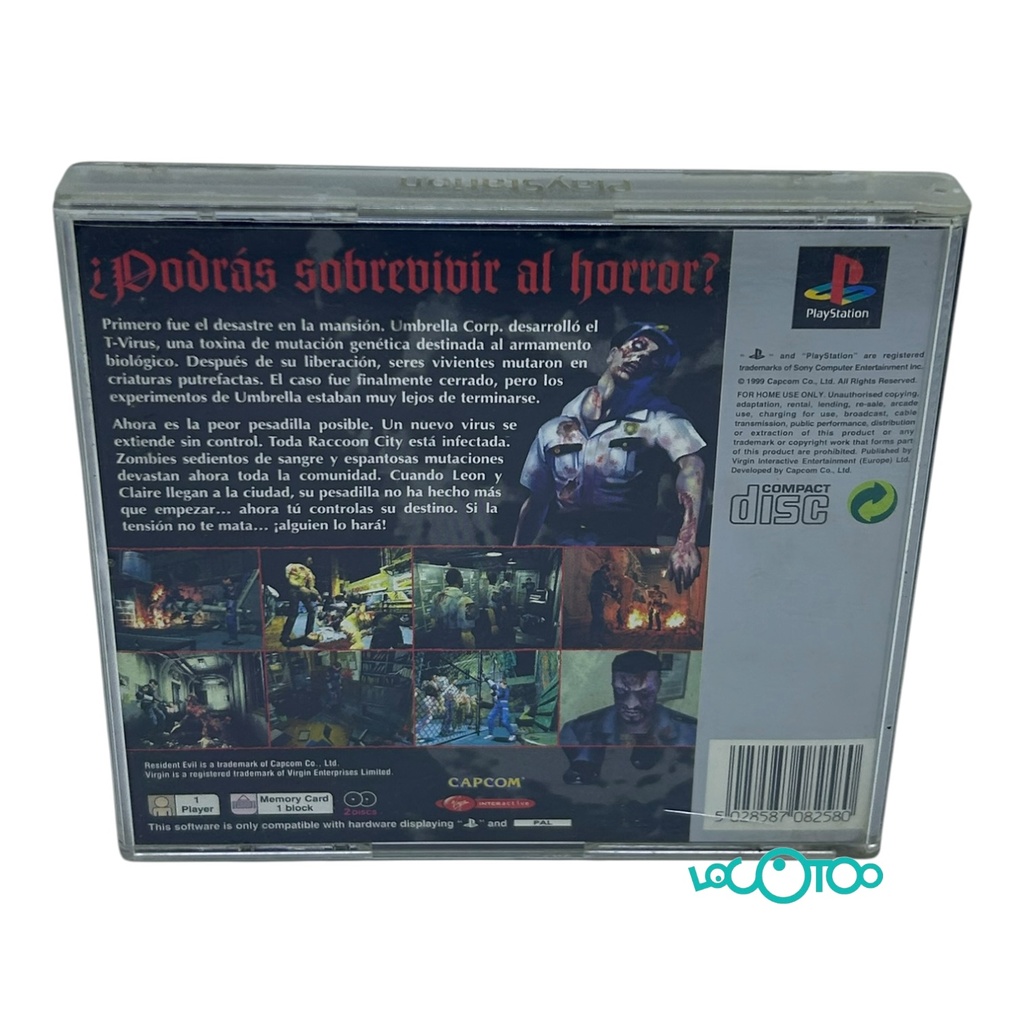 PlayStation
¿Podrás sobrevivir al horror?
Primero fue el desastre en la mansión. Umbrella Corp. desarrolló el
T-Virus, una toxina de mutación genética destinada al armamento
biológico. Después de su liberación, seres vivientes mutaron en
criaturas putrefactas. El caso fue finalmente cerrado, pero los
experimentos de Umbrella estaban muy lejos de terminarse.
Ahora es la peor pesadilla posible. Un nuevo virus se
extiende sin control. Toda Raccoon City está infectada.
Zombies sedientos de sangre y espantosas mutaciones
devastan ahora toda la comunidad. Cuando Leon y
Claire llegan a la ciudad, su pesadilla no ha hecho más
que empezar... ahora tú controlas su destino. Si la
tensión no te mata... ¡alguien lo hará!
PlayStation
" " and "PlayStation" are registered
trademarks of Sony Computer Entertainment Inc.
© 1999 Capcom Co., Ltd. All Rights Reserved.
FOR HOME USE ONLY. Unauthorised copying,
adaptation, rental, lending, re-sale, arcade
use, charging for use, broadcast, cable
transmission, public performance, distribution
or extraction of this product or any
trademark or copyright work that forms part
of this product are prohibited. Published by
Virgin Interactive Entertainment (Europe) Ltd.
Developed by Capcom Co., Ltd.
COMPACT
disc
Resident Evil is a trademark of Capcom Co., Ltd.
Virgin is a registered trademark of Virgin Enterprises Limited.
CAPCOM
Virgin INTERACTIVE
1
Player
Memory Card
1 block
2 DISCS
This software is only compatible with hardware displaying " " and PAL
5 028587 082580
LOCOTOO